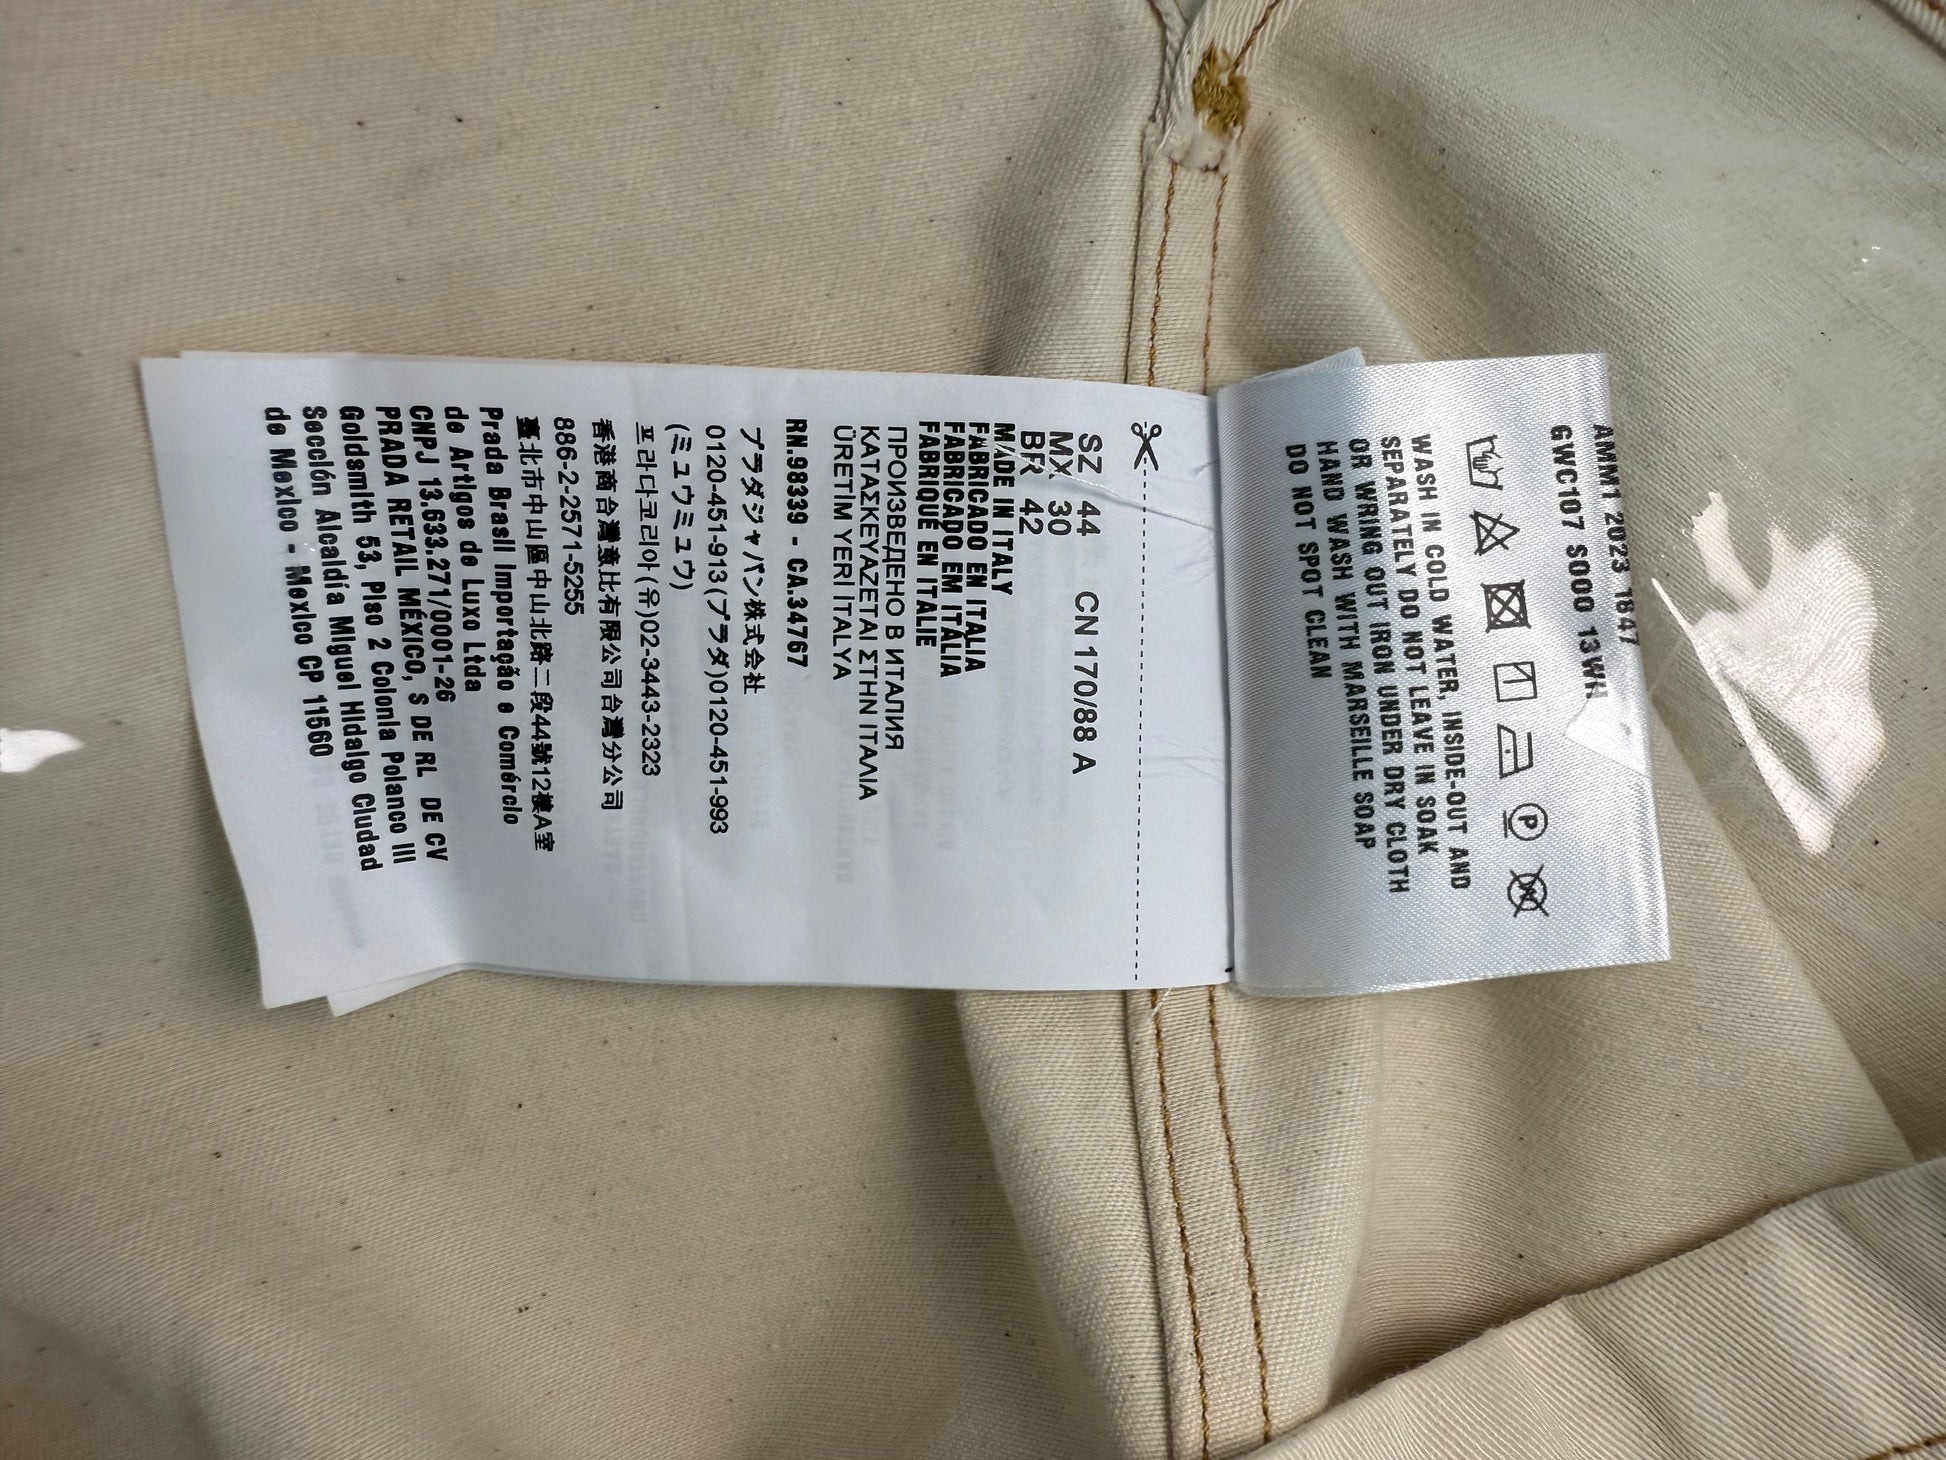 AMM1 2023 1847
GWC107 S000 13WH
WASH IN COLD WATER, INSIDE-OUT AND
SEPARATELY DO NOT LEAVE IN SOAK
OR WRING OUT IRON UNDER DRY CLOTH
HAND WASH WITH MARSEILLE SOAP
DO NOT SPOT CLEAN
SZ 44 CN 170/88 A
MX 30
BR 42
MADE IN ITALY
FABRICADO EN ITALIA
FABRICADO EM ITÁLIA
FABRIQUÉ EN ITALIE
ПРОИЗВЕДЕНО В ИТАЛИЯ
ΚΑΤΑΣΚΕΥΑΖΕΤΑΙ ΣΤΗΝ ΙΤΑΛΙΑ
ÜRETİM YERİ İTALYA
RN.98339 - CA.34767
プラダジャパン株式会社
0120-451-913(プラダ)0120-451-993
(ミュウミュウ)
프라다코리아(유)02-3443-2323
香港商台灣普比有限公司台灣分公司
886-2-2571-5255
臺北市中山區中山北路二段44號12樓A室
Prada Brasil Importação e Comércio
de Artigos de Luxo Ltda
CNPJ 13.633.271/0001-26
PRADA RETAIL MÉXICO, S DE RL DE CV
Goldsmith 53, Piso 2 Colonia Polanco III
Sección Alcaldía Miguel Hidalgo Ciudad
de Mexico - Mexico CP 11560